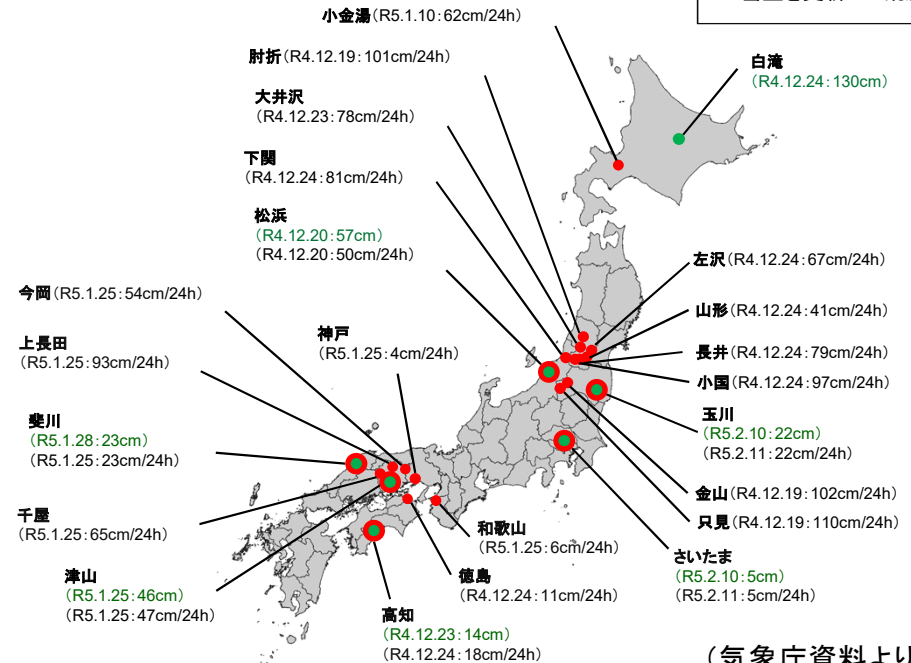 小金湯(R5.1.10:62cm/24h)
肘折(R4.12.19:101cm/24h)
大井沢
(R4.12.23:78cm/24h)
下関
(R4.12.24:81cm/24h)
松浜
(R4.12.20:57cm)
(R4.12.20:50cm/24h)
今岡(R5.1.25:54cm/24h)
上長田
(R5.1.25:93cm/24h)
神戸
(R5.1.25:4cm/24h)
斐川
(R5.1.28:23cm)
(R5.1.25:23cm/24h)
千屋
(R5.1.25:65cm/24h)
津山
(R5.1.25:46cm)
(R5.1.25:47cm/24h)
高知
(R4.12.23:14cm)
(R4.12.24:18cm/24h)
徳島
(R4.12.24:11cm/24h)
和歌山
(R5.1.25:6cm/24h)
白滝
(R4.12.24:130cm)
左沢(R4.12.24:67cm/24h)
山形(R4.12.24:41cm/24h)
長井(R4.12.24:79cm/24h)
小国(R4.12.24:97cm/24h)
玉川
(R5.2.10:22cm)
(R5.2.11:22cm/24h)
金山(R4.12.19:102cm/24h)
只見(R4.12.19:110cm/24h)
さいたま
(R5.2.10:5cm)
(R5.2.11:5cm/24h)
(気象庁資料より